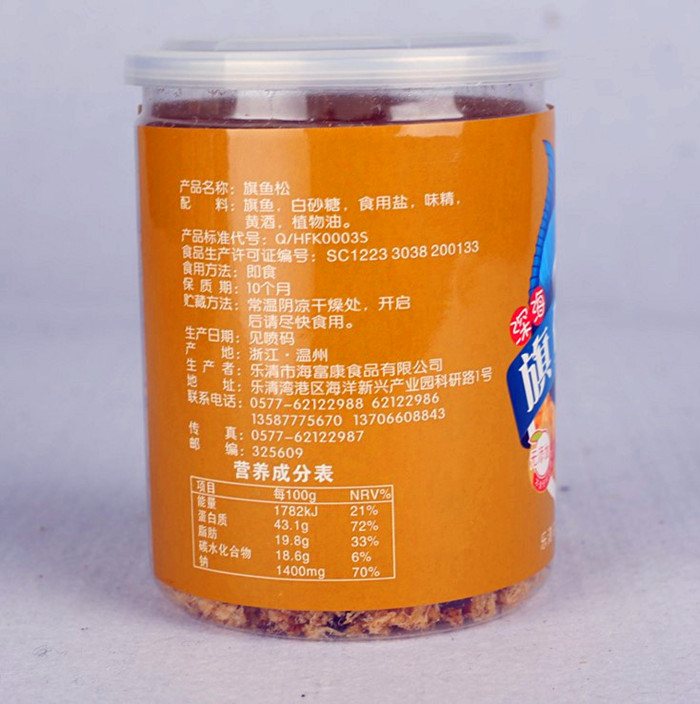 产品名称：旗鱼松
配　料：旗鱼，白砂糖，食用盐，味精，
黄酒，植物油。
产品标准代号：Q/HFK0003S
食品生产许可证编号：SC1223 3038 200133
食用方法：即食
保 质 期：10个月
贮藏方法：常温阴凉干燥处，开启
后请尽快食用。
生产日期：见喷码
产　地：浙江·温州
生 产 者：乐清市海富康食品有限公司
地　址：乐清湾港区海洋新兴产业园科研路1号
联系电话：0577-62122988 62122986
13587775670 13706608843
传　真：0577-62122987
邮　编：325609
营养成分表
项目 每100g NRV%
能量 1782kJ 21%
蛋白质 43.1g 72%
脂肪 19.8g 33%
碳水化合物 18.6g 6%
钠 1400mg 70%
深海
旗